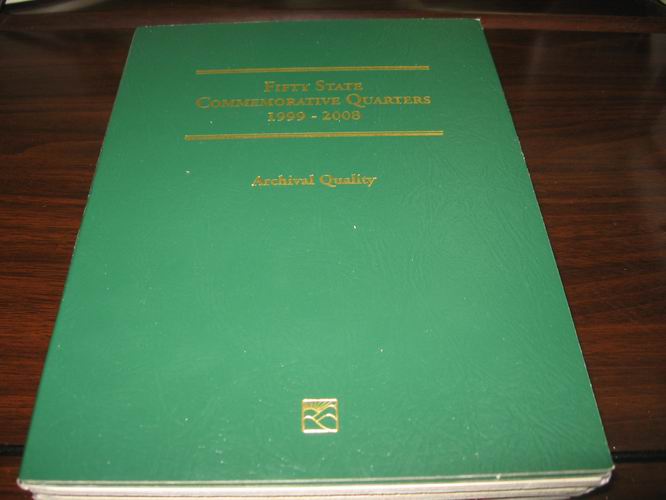 Fifty State
Commemorative Quarters
1999 - 2008
Archival Quality